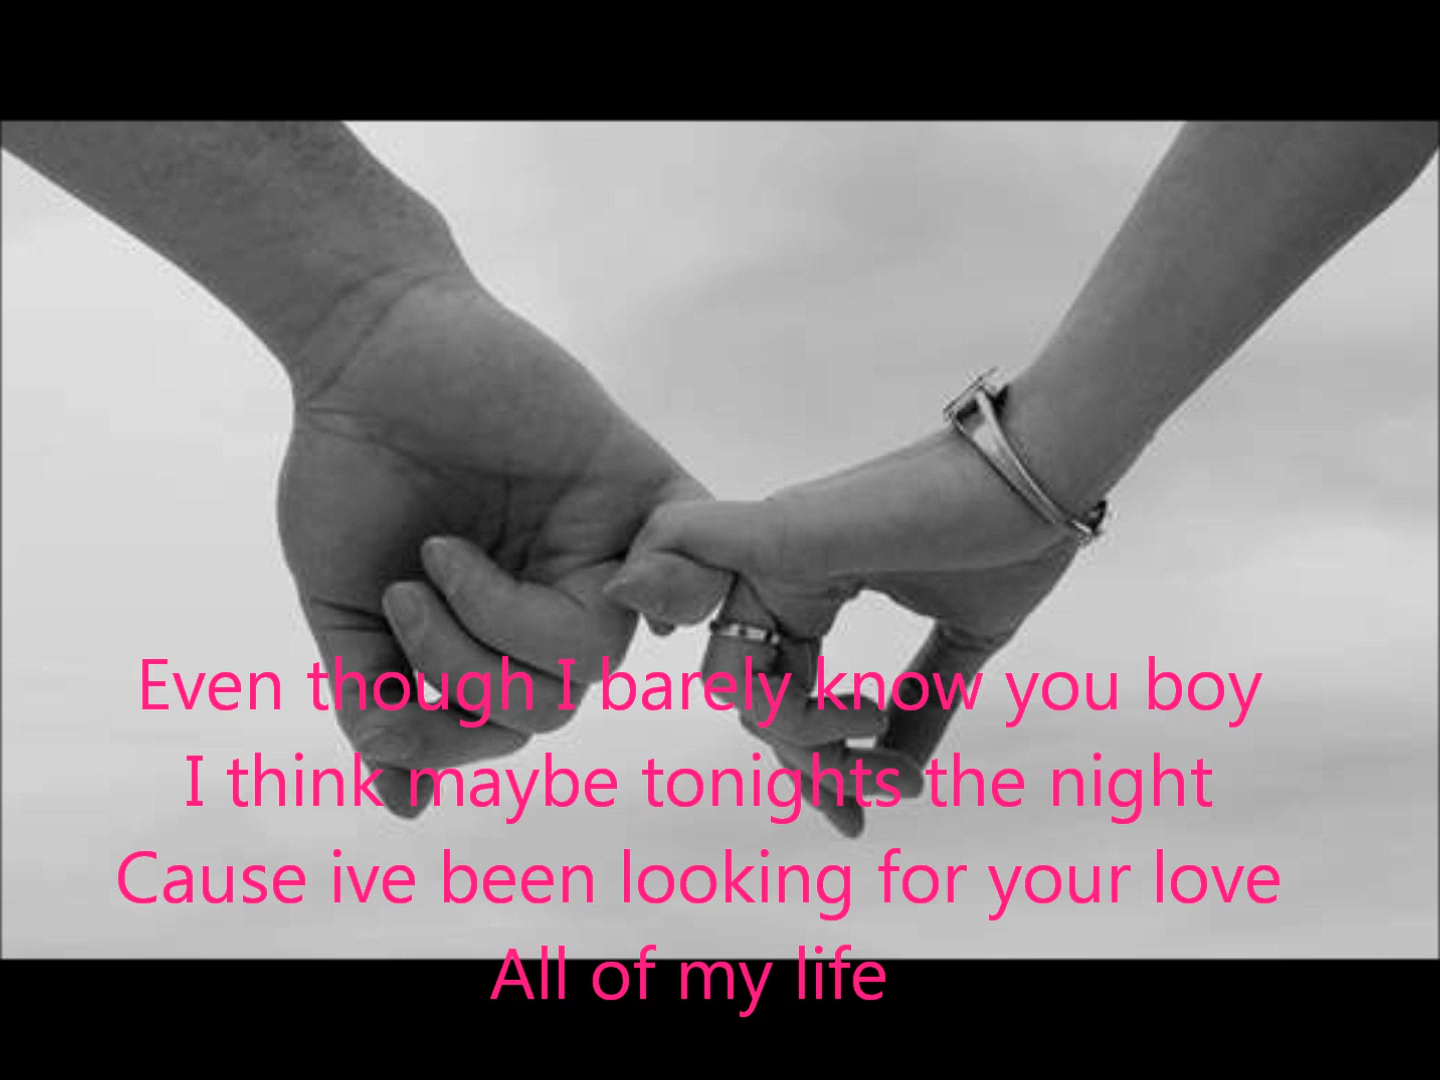 Even though I barely know you boy
I think maybe tonights the night
Cause ive been looking for your love
All of my life